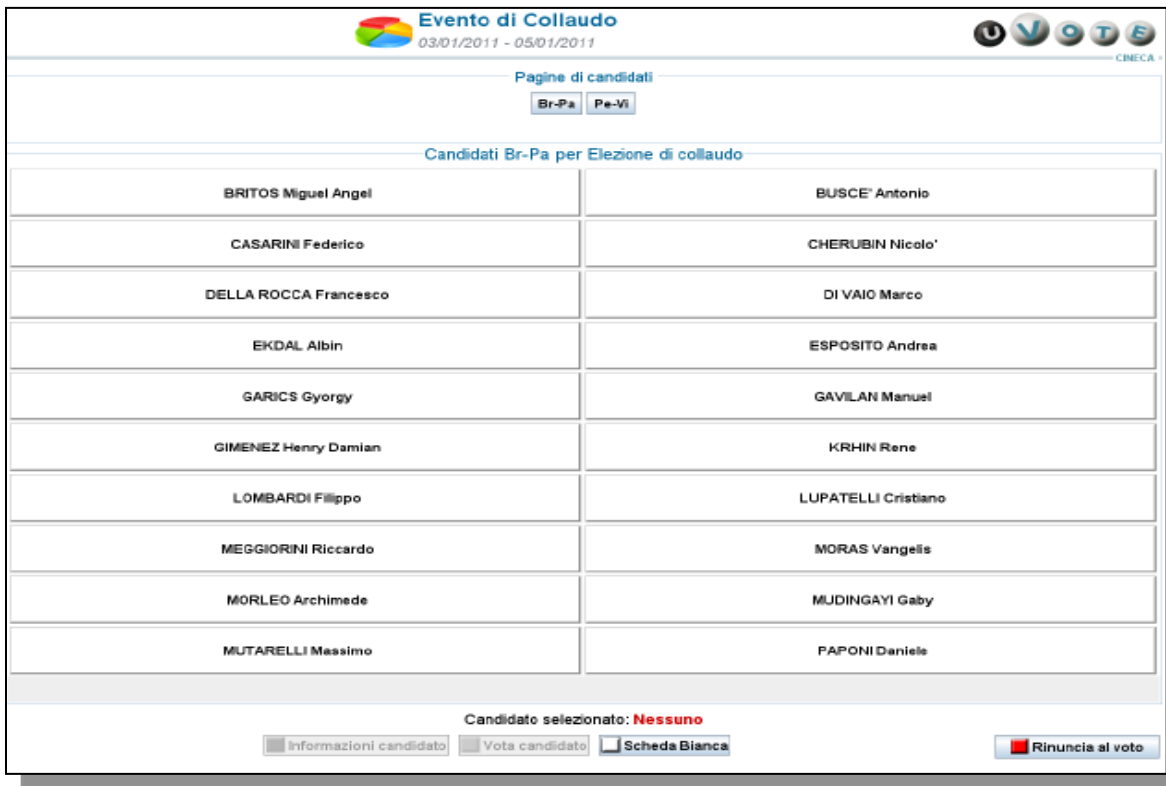 Evento di Collaudo
03/01/2011 - 05/01/2011
U VOTE
CINECA
Pagine di candidati
Br-Pa Pe-Vi
Candidati Br-Pa per Elezione di collaudo
BRITOS Miguel Angel BUSCE' Antonio
CASARINI Federico CHERUBIN Nicolo'
DELLA ROCCA Francesco DI VAIO Marco
EKDAL Albin ESPOSITO Andrea
GARICS Gyorgy GAVILAN Manuel
GIMENEZ Henry Damian KRHIN Rene
LOMBARDI Filippo LUPATELLI Cristiano
MEGGIORINI Riccardo MORAS Vangelis
MORLEO Archimede MUDINGAYI Gaby
MUTARELLI Massimo PAPONI Daniele
Candidato selezionato: Nessuno
Informazioni candidato Vota candidato Scheda Bianca Rinuncia al voto